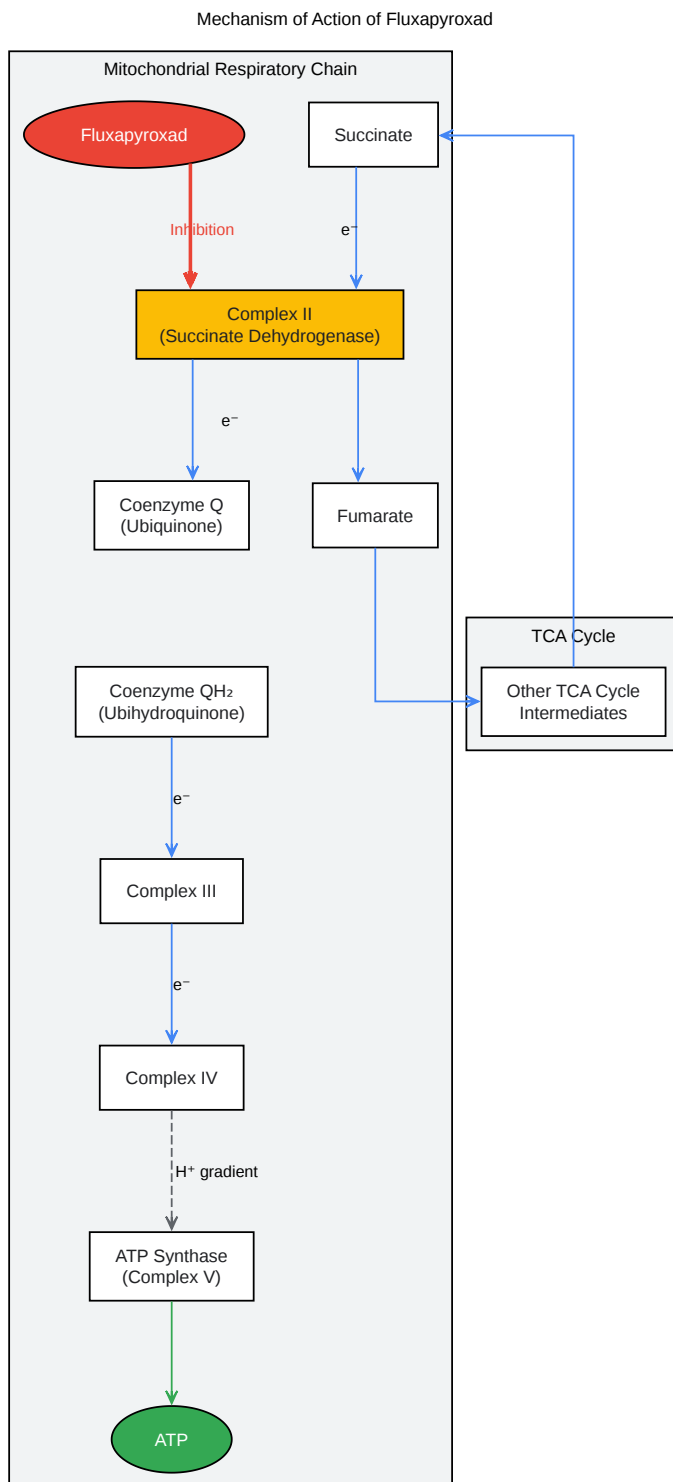 Mechanism of Action of Fluxapyroxad
Mitochondrial Respiratory Chain
Fluxapyroxad
Succinate
Inhibition
e⁻
Complex II
(Succinate Dehydrogenase)
e⁻
Coenzyme Q
(Ubiquinone)
Fumarate
TCA Cycle
Other TCA Cycle
Intermediates
Coenzyme QH₂
(Ubihydroquinone)
e⁻
Complex III
e⁻
Complex IV
H⁺ gradient
ATP Synthase
(Complex V)
ATP